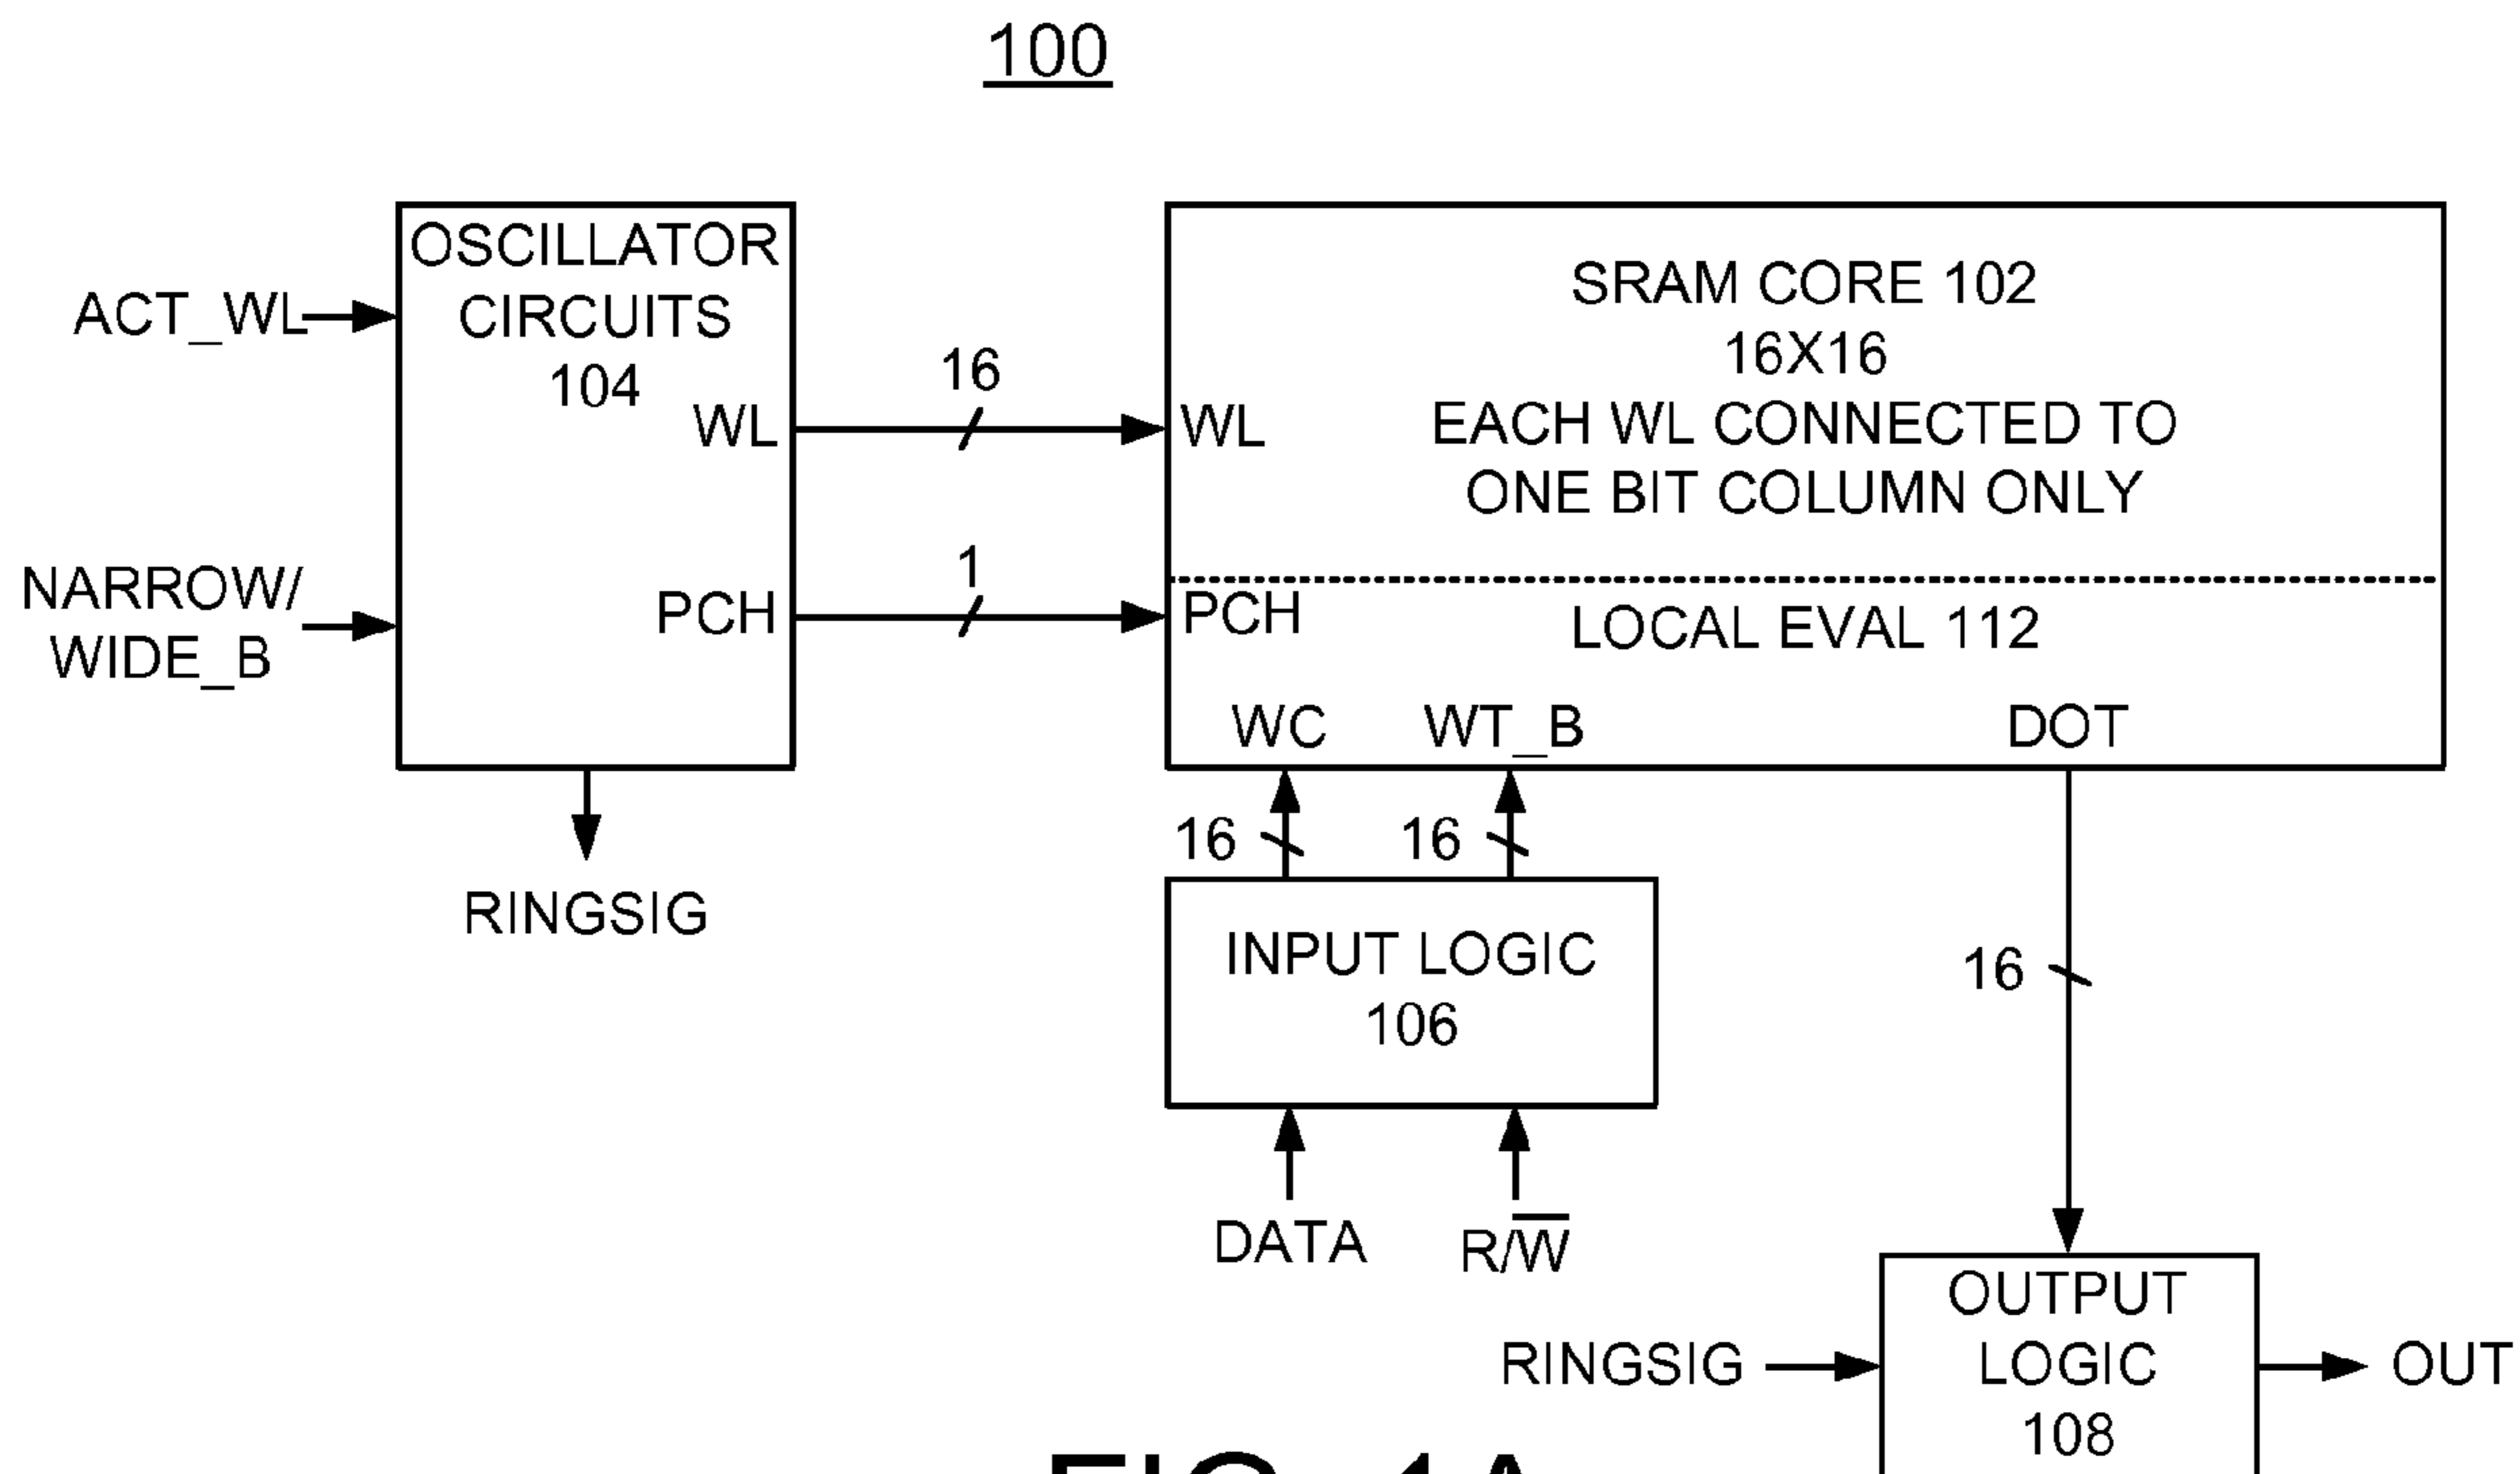 100
OSCILLATOR
CIRCUITS
104
ACT_WL
NARROW/
WIDE_B
WL
PCH
16
1
SRAM CORE 102
16X16
EACH WL CONNECTED TO
ONE BIT COLUMN ONLY
WL
PCH
LOCAL EVAL 112
WC
WT_B
DOT
RINGSIG
16
16
INPUT LOGIC
106
16
DATA
R/W̅
OUTPUT
LOGIC
108
RINGSIG
OUT
FIG. 1A